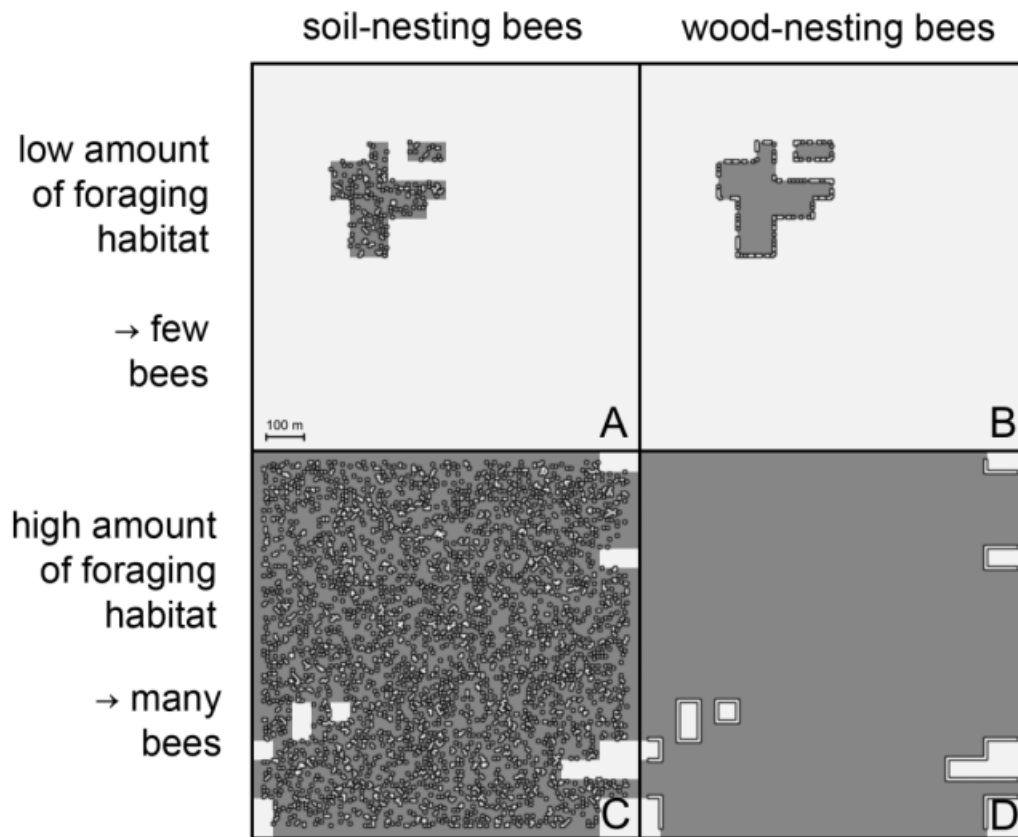 soil-nesting bees
wood-nesting bees
low amount
of foraging
habitat
→ few
bees
100 m
A
B
high amount
of foraging
habitat
→ many
bees
C
D